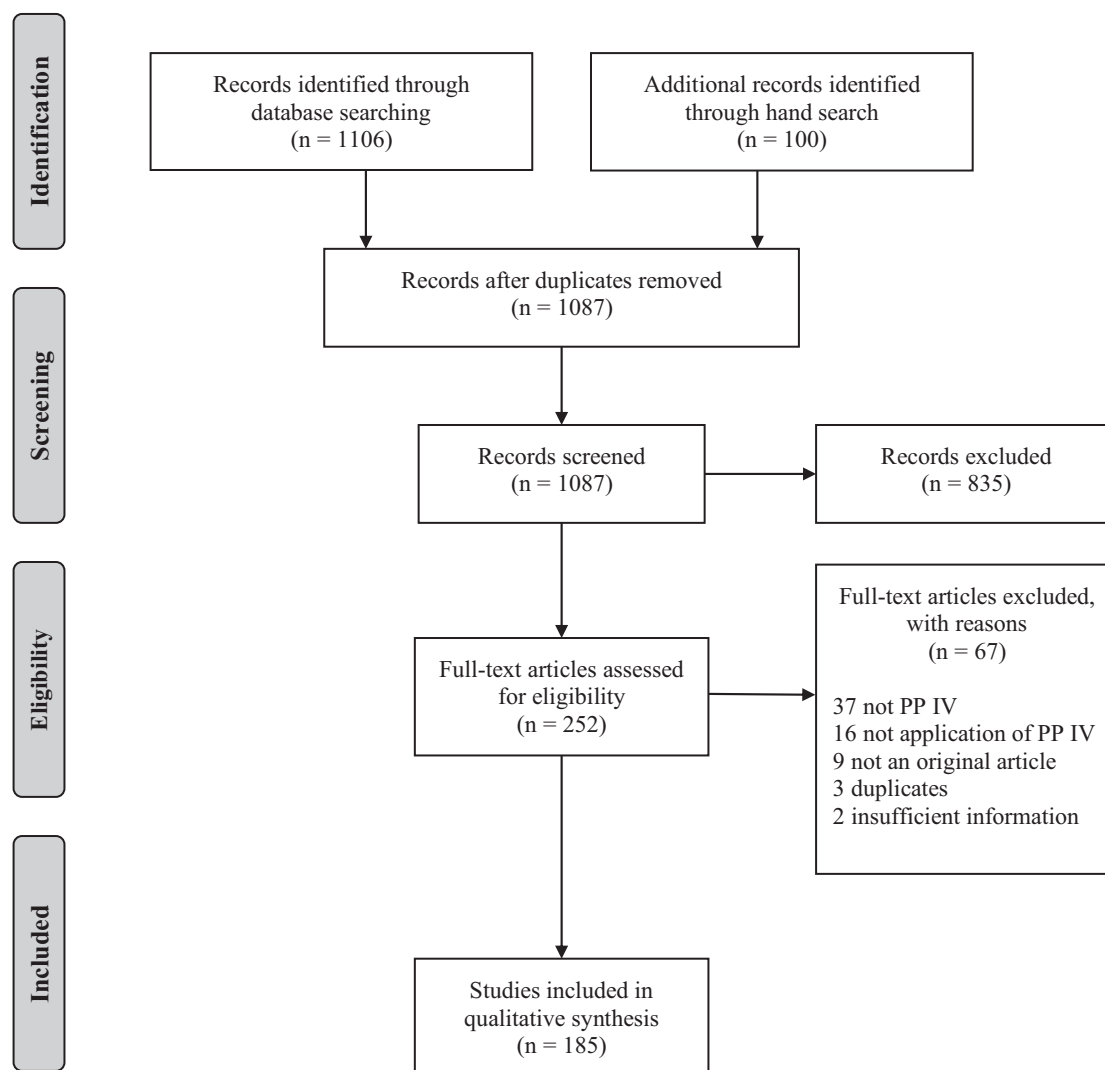 Identification
Records identified through
database searching
(n = 1106)
Additional records identified
through hand search
(n = 100)
Records after duplicates removed
(n = 1087)
Screening
Records screened
(n = 1087)
Records excluded
(n = 835)
Eligibility
Full-text articles assessed
for eligibility
(n = 252)
Full-text articles excluded,
with reasons
(n = 67)
37 not PP IV
16 not application of PP IV
9 not an original article
3 duplicates
2 insufficient information
Included
Studies included in
qualitative synthesis
(n = 185)